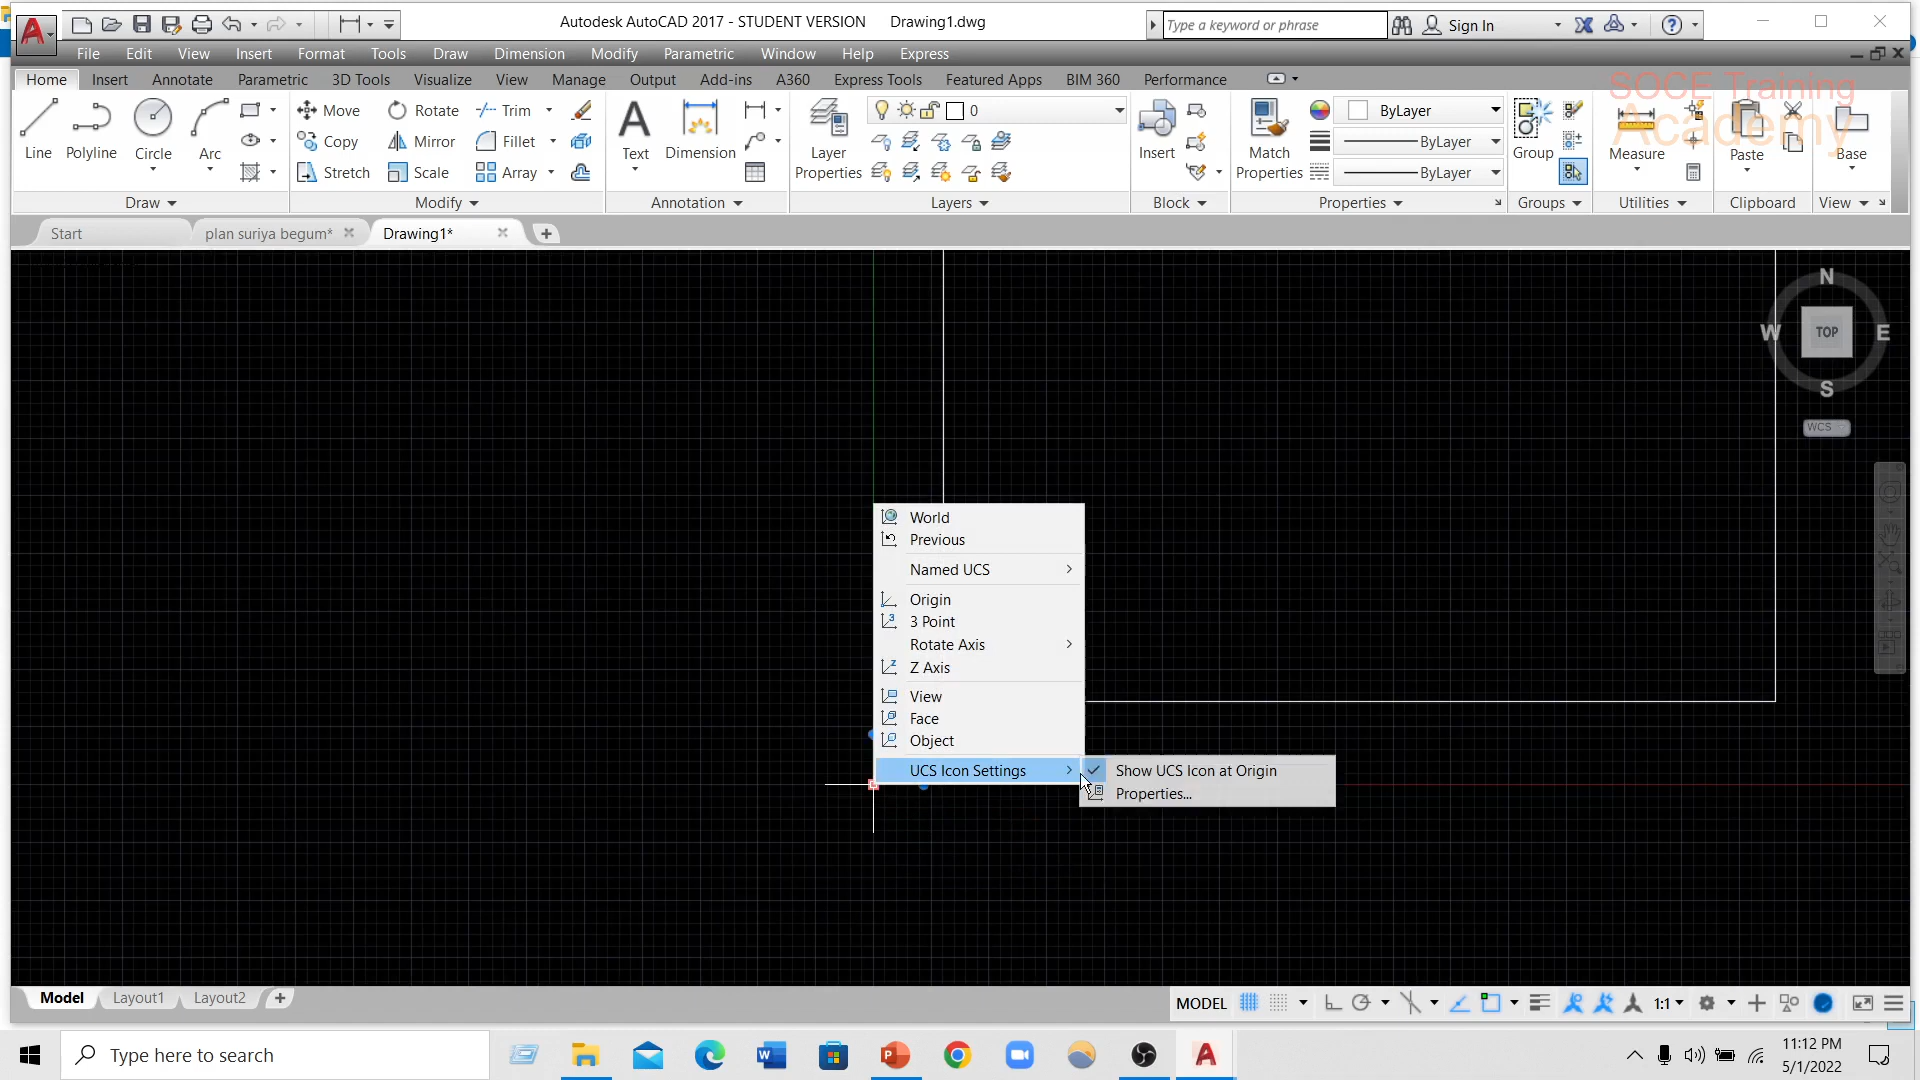 Autodesk AutoCAD 2017 - STUDENT VERSION Drawing1.dwg
Type a keyword or phrase
Sign In
File Edit View Insert Format Tools Draw Dimension Modify Parametric Window Help Express
Home Insert Annotate Parametric 3D Tools Visualize View Manage Output Add-ins A360 Express Tools Featured Apps BIM 360 Performance
SOCE Training
Academy
Line Polyline Circle Arc
Move Rotate Trim
Copy Mirror Fillet
Stretch Scale Array
Text Dimension
Layer
Properties
0
Insert
Match
Properties
ByLayer
ByLayer
ByLayer
Group
Measure
Paste
Base
Draw Modify Annotation Layers Block Properties Groups Utilities Clipboard View
Start plan suriya begum* Drawing1*
N
W TOP E
S
WCS
World
Previous
Named UCS
Origin
3 Point
Rotate Axis
Z Axis
View
Face
Object
UCS Icon Settings
Show UCS Icon at Origin
Properties...
Model Layout1 Layout2
MODEL 1:1
Type here to search
11:12 PM
5/1/2022